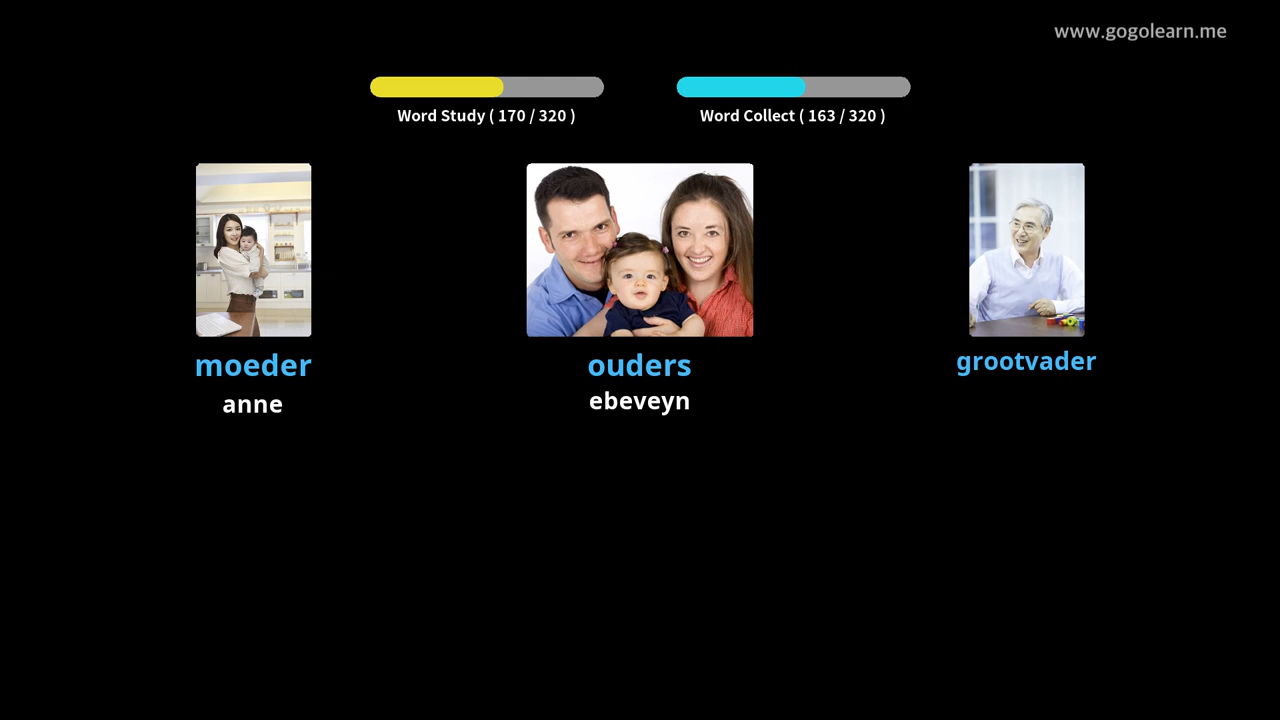 www.gogolearn.me
Word Study ( 170 / 320 )
Word Collect ( 163 / 320 )
moeder
anne
ouders
ebeveyn
grootvader